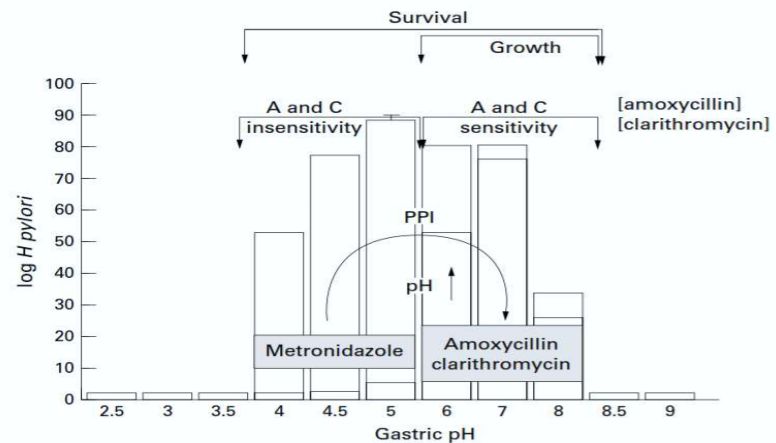 Survival
Growth
A and C
insensitivity
A and C
sensitivity
[amoxycillin]
[clarithromycin]
100
90
80
70
60
50
40
30
20
10
0
log H pylori
PPI
pH
Metronidazole
Amoxycillin
clarithromycin
2.5 3 3.5 4 4.5 5 6 7 8 8.5 9
Gastric pH